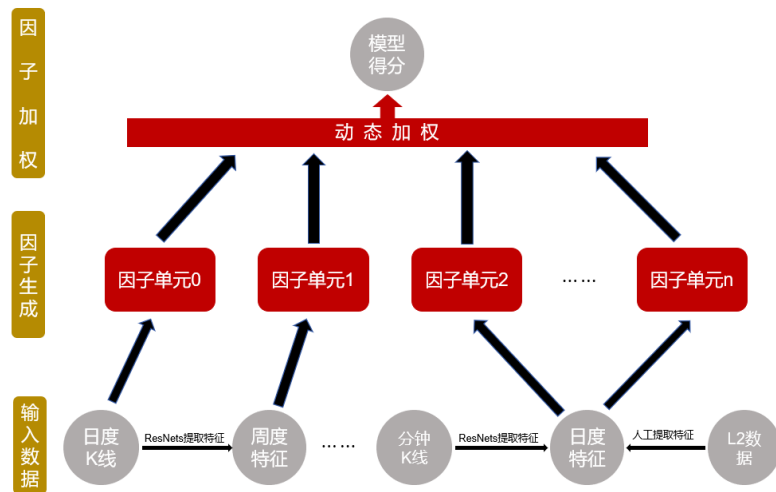 因子加权
模型
得分
动态加权
因子生成
因子单元0
因子单元1
因子单元2
……
因子单元n
输入数据
日度
K线
ResNets提取特征
周度
特征
……
分钟
K线
ResNets提取特征
日度
特征
人工提取特征
L2数
据